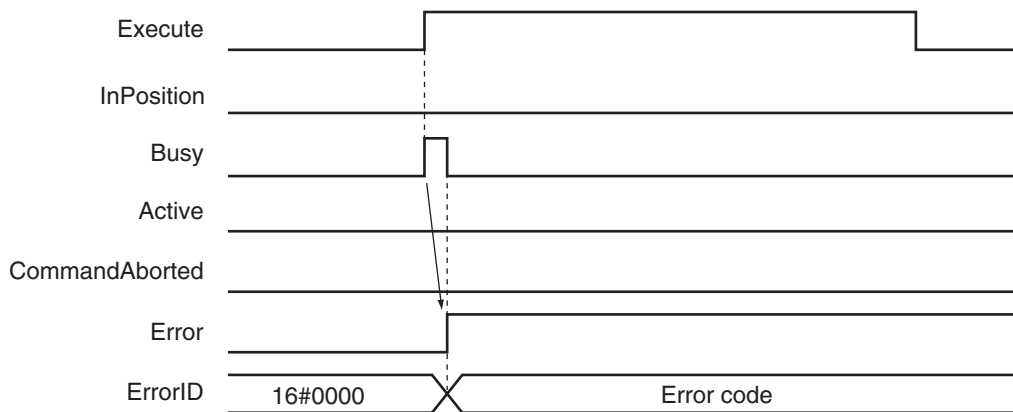 Execute
InPosition
Busy
Active
CommandAborted
Error
ErrorID 16#0000 Error code